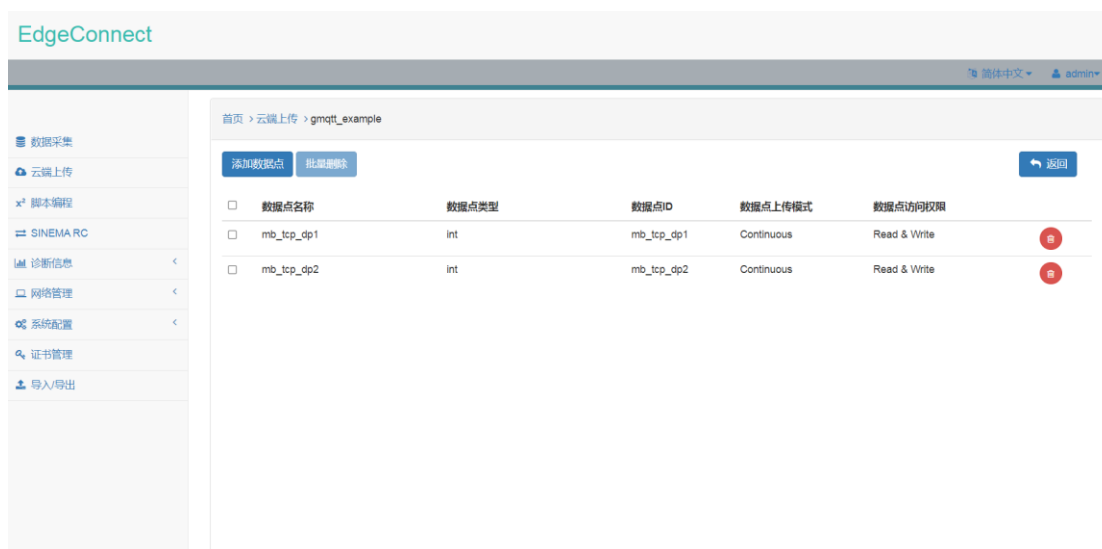 EdgeConnect
简体中文 admin
首页 > 云端上传 > gmqtt_example
数据采集
云端上传
x² 脚本编程
SINEMA RC
诊断信息
网络管理
系统配置
证书管理
导入/导出
添加数据点 批量删除 返回
数据点名称 数据点类型 数据点ID 数据点上传模式 数据点访问权限
mb_tcp_dp1 int mb_tcp_dp1 Continuous Read & Write
mb_tcp_dp2 int mb_tcp_dp2 Continuous Read & Write